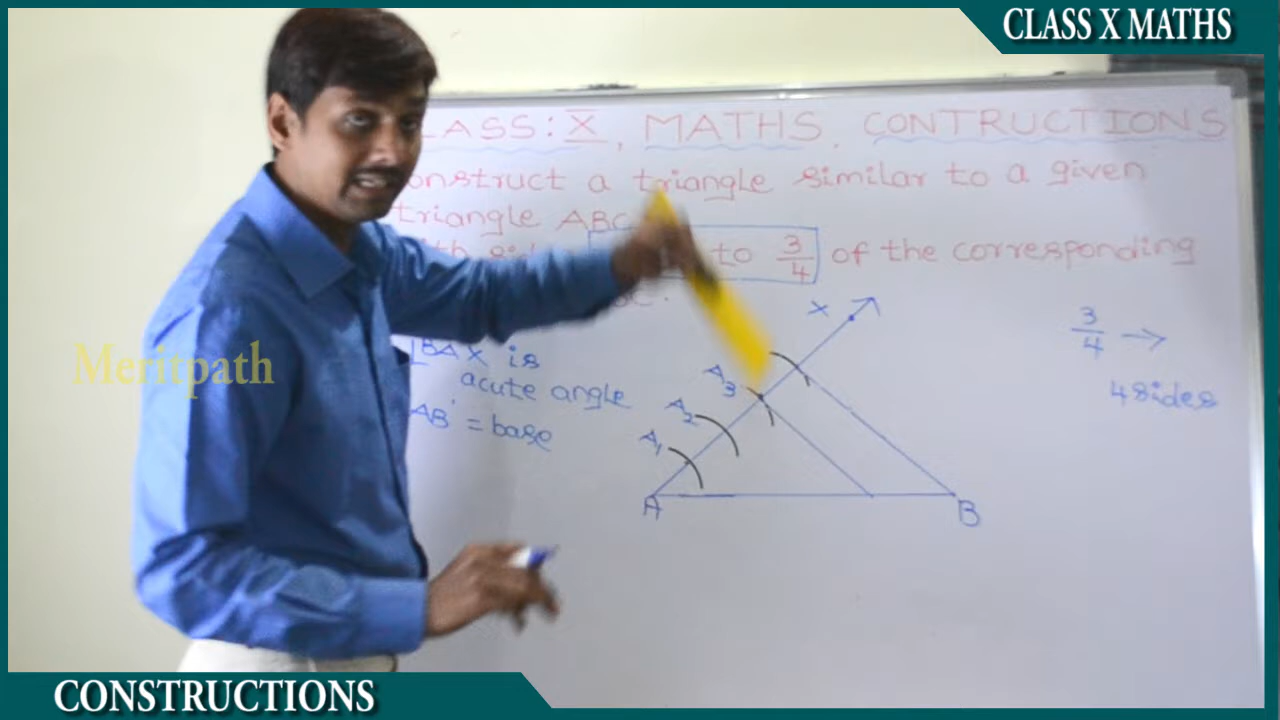 CLASS X MATHS
LASS: X, MATHS, CONTRUCTIONS
onstruct a triangle similar to a given
triangle ABC
to 3/4 of the corresponding
∠BAX is
acute angle
AB = base
X
A3
A2
A1
A
B
3/4 →
4 sides
Meritpath
CONSTRUCTIONS